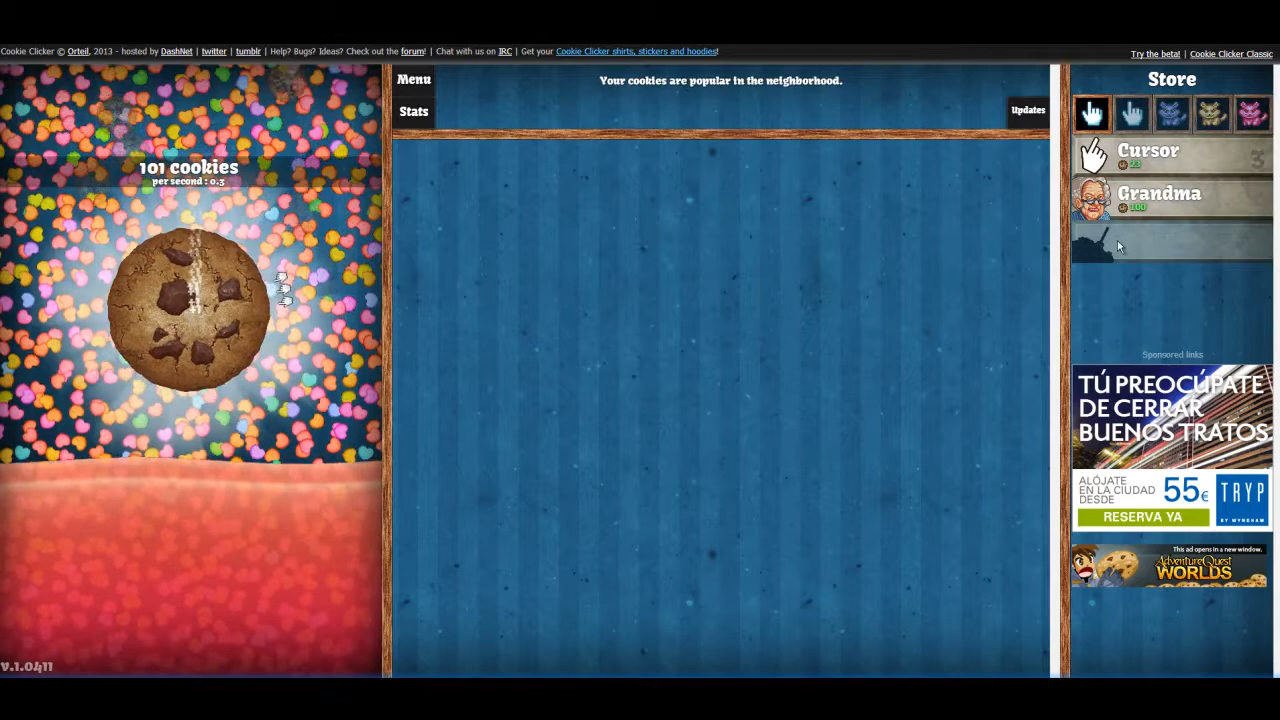 Cookie Clicker © Orteil, 2013 - hosted by DashNet | twitter | tumblr | Help? Bugs? Ideas? Check out the forum! | Chat with us on IRC | Get your Cookie Clicker shirts, stickers and hoodies!
Try the beta! | Cookie Clicker Classic
Menu
Your cookies are popular in the neighborhood.
Stats
Updates
101 cookies
per second : 0.3
Store
Cursor
23
3
Grandma
100
Sponsored links
TÚ PREOCÚPATE
DE CERRAR
BUENOS TRATOS
ALÓJATE
EN LA CIUDAD
DESDE
55€
RESERVA YA
TRYP
BY WYNDHAM
This ad opens in a new window.
AdventureQuest
WORLDS
v.1.0411